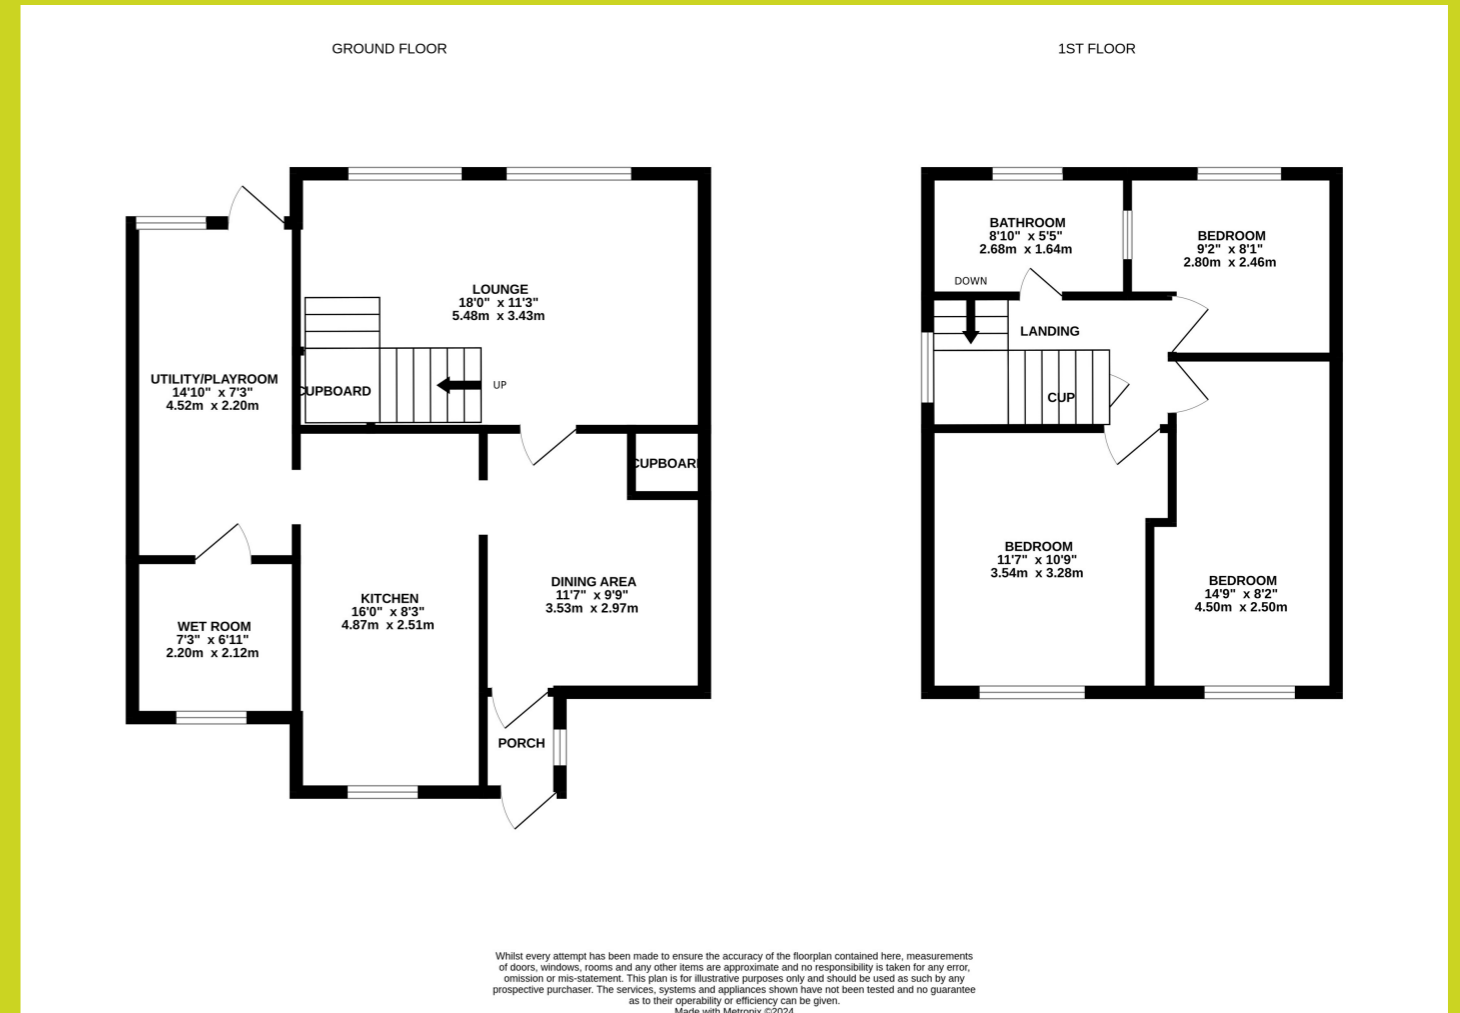 GROUND FLOOR
1ST FLOOR
LOUNGE
18'0" x 11'3"
5.48m x 3.43m
UTILITY/PLAYROOM
14'10" x 7'3"
4.52m x 2.20m
CUPBOARD
UP
CUPBOARD
KITCHEN
16'0" x 8'3"
4.87m x 2.51m
DINING AREA
11'7" x 9'9"
3.53m x 2.97m
WET ROOM
7'3" x 6'11"
2.20m x 2.12m
PORCH
BATHROOM
8'10" x 5'5"
2.68m x 1.64m
BEDROOM
9'2" x 8'1"
2.80m x 2.46m
DOWN
LANDING
CUP
BEDROOM
11'7" x 10'9"
3.54m x 3.28m
BEDROOM
14'9" x 8'2"
4.50m x 2.50m
Whilst every attempt has been made to ensure the accuracy of the floorplan contained here, measurements
of doors, windows, rooms and any other items are approximate and no responsibility is taken for any error,
omission or mis-statement. This plan is for illustrative purposes only and should be used as such by any
prospective purchaser. The services, systems and appliances shown have not been tested and no guarantee
as to their operability or efficiency can be given.
Made with Metropix ©2024